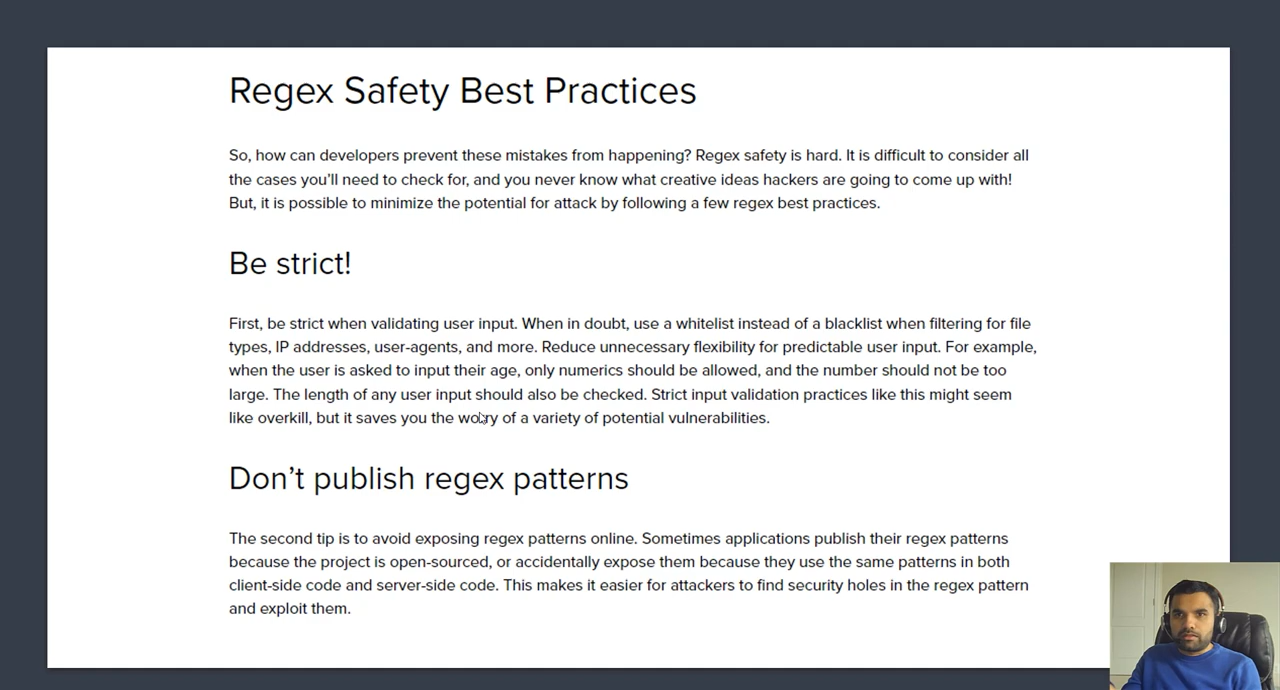 Regex Safety Best Practices
So, how can developers prevent these mistakes from happening? Regex safety is hard. It is difficult to consider all
the cases you'll need to check for, and you never know what creative ideas hackers are going to come up with!
But, it is possible to minimize the potential for attack by following a few regex best practices.
Be strict!
First, be strict when validating user input. When in doubt, use a whitelist instead of a blacklist when filtering for file
types, IP addresses, user-agents, and more. Reduce unnecessary flexibility for predictable user input. For example,
when the user is asked to input their age, only numerics should be allowed, and the number should not be too
large. The length of any user input should also be checked. Strict input validation practices like this might seem
like overkill, but it saves you the worry of a variety of potential vulnerabilities.
Don't publish regex patterns
The second tip is to avoid exposing regex patterns online. Sometimes applications publish their regex patterns
because the project is open-sourced, or accidentally expose them because they use the same patterns in both
client-side code and server-side code. This makes it easier for attackers to find security holes in the regex pattern
and exploit them.